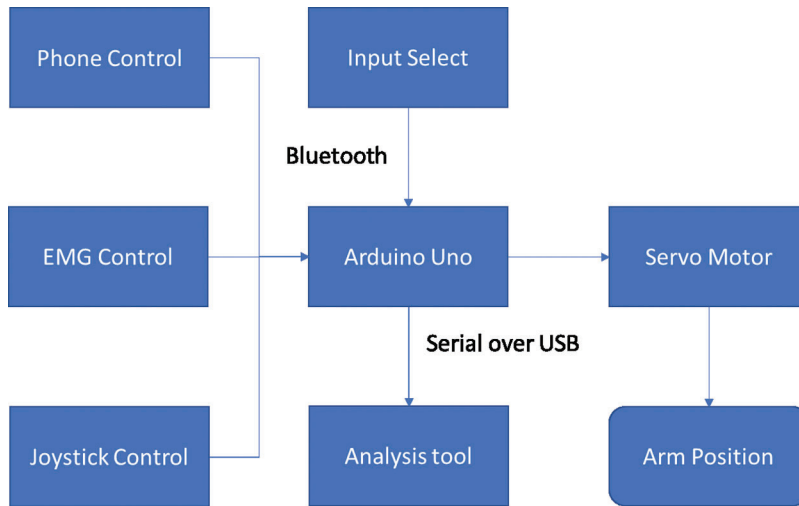 Phone Control
Input Select
Bluetooth
EMG Control
Arduino Uno
Servo Motor
Serial over USB
Joystick Control
Analysis tool
Arm Position